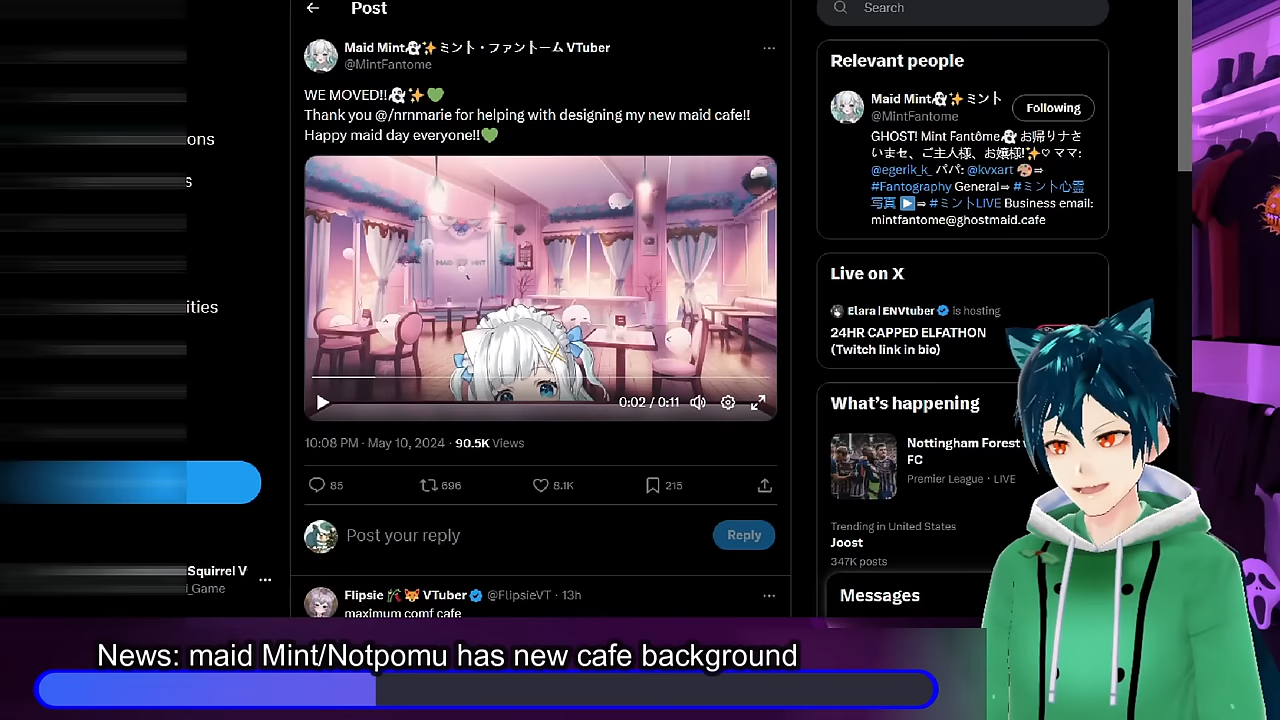 Post
Search
Maid Mint👻✨ミント・ファントーム VTuber
@MintFantome
WE MOVED!!👻✨💚
Thank you @/nrnmarie for helping with designing my new maid cafe!!
Happy maid day everyone!!💚
MAID MINT
0:02 / 0:11
10:08 PM · May 10, 2024 · 90.5K Views
85
696
8.1K
215
Post your reply
Reply
Flipsie VTuber @FlipsieVT · 13h
maximum comf cafe
Relevant people
Maid Mint👻✨ミント
@MintFantome
Following
GHOST! Mint Fantôme👻 お帰りナさ
いまセ、ご主人様、お嬢様!✨♡ ママ:
@egerik_k_ パパ: @kvxart 🎨⇒
#Fantography General⇒ #ミント心霊
写真 ▶️⇒ #ミントLIVE Business email:
mintfantome@ghostmaid.cafe
Live on X
Elara | ENVtuber is hosting
24HR CAPPED ELFATHON
(Twitch link in bio)
What's happening
Nottingham Forest v
FC
Premier League · LIVE
Trending in United States
Joost
347K posts
Messages
ons
s
ities
Squirrel V
i_Game
News: maid Mint/Notpomu has new cafe background